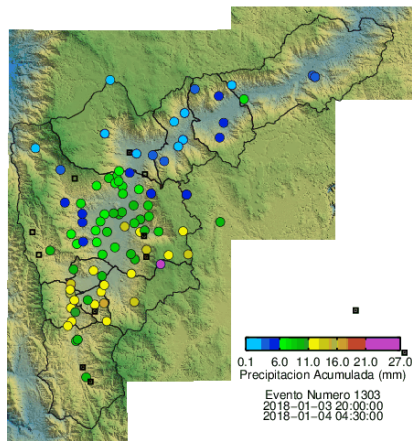 0.1 6.0 11.0 16.0 21.0 27.0
Precipitacion Acumulada (mm)
Evento Numero 1303
2018-01-03 20:00:00
2018-01-04 04:30:00